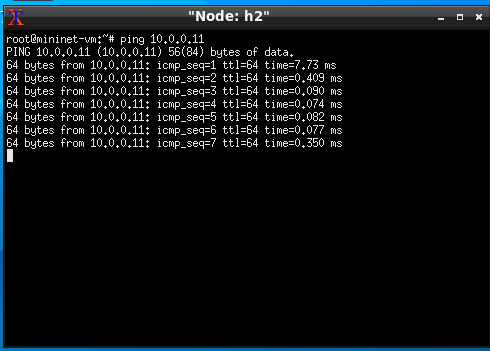 "Node: h2"
root@mininet-vm:~# ping 10.0.0.11
PING 10.0.0.11 (10.0.0.11) 56(84) bytes of data.
64 bytes from 10.0.0.11: icmp_seq=1 ttl=64 time=7.73 ms
64 bytes from 10.0.0.11: icmp_seq=2 ttl=64 time=0.409 ms
64 bytes from 10.0.0.11: icmp_seq=3 ttl=64 time=0.090 ms
64 bytes from 10.0.0.11: icmp_seq=4 ttl=64 time=0.074 ms
64 bytes from 10.0.0.11: icmp_seq=5 ttl=64 time=0.082 ms
64 bytes from 10.0.0.11: icmp_seq=6 ttl=64 time=0.077 ms
64 bytes from 10.0.0.11: icmp_seq=7 ttl=64 time=0.350 ms